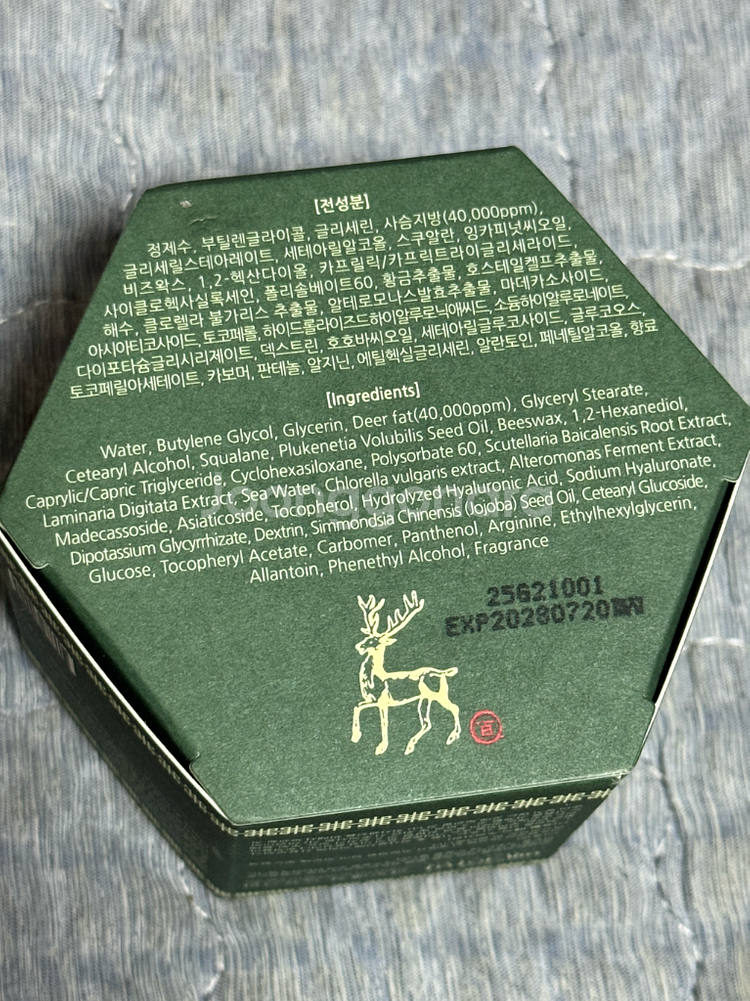 [전성분]
정제수, 부틸렌글라이콜, 글리세린, 사슴지방(40,000ppm),
글리세릴스테아레이트, 세테아릴알코올, 스쿠알란, 잉카피넛씨오일,
비즈왁스, 1,2-헥산다이올, 카프릴릭/카프릭트라이글리세라이드,
사이클로헥사실록세인, 폴리솔베이트60, 황금추출물, 호스테일켈프추출물,
해수, 클로렐라 불가리스 추출물, 알테로모나스발효추출물, 마데카소사이드,
아시아티코사이드, 토코페롤, 하이드롤라이즈드하이알루로닉애씨드, 소듐하이알루로네이트,
다이포타슘글리시리제이트, 덱스트린, 호호바씨오일, 세테아릴글루코사이드, 글루코오스,
토코페릴아세테이트, 카보머, 판테놀, 알지닌, 에틸헥실글리세린, 알란토인, 페네틸알코올, 향료
[Ingredients]
Water, Butylene Glycol, Glycerin, Deer fat(40,000ppm), Glyceryl Stearate,
Cetearyl Alcohol, Squalane, Plukenetia Volubilis Seed Oil, Beeswax, 1,2-Hexanediol,
Caprylic/Capric Triglyceride, Cyclohexasiloxane, Polysorbate 60, Scutellaria Baicalensis Root Extract,
Laminaria Digitata Extract, Sea Water, Chlorella vulgaris extract, Alteromonas Ferment Extract,
Madecassoside, Asiaticoside, Tocopherol, Hydrolyzed Hyaluronic Acid, Sodium Hyaluronate,
Dipotassium Glycyrrhizate, Dextrin, Simmondsia Chinensis (Jojoba) Seed Oil, Cetearyl Glucoside,
Glucose, Tocopheryl Acetate, Carbomer, Panthenol, Arginine, Ethylhexylglycerin,
Allantoin, Phenethyl Alcohol, Fragrance
25G21001
EXP20280720
Joonggonara